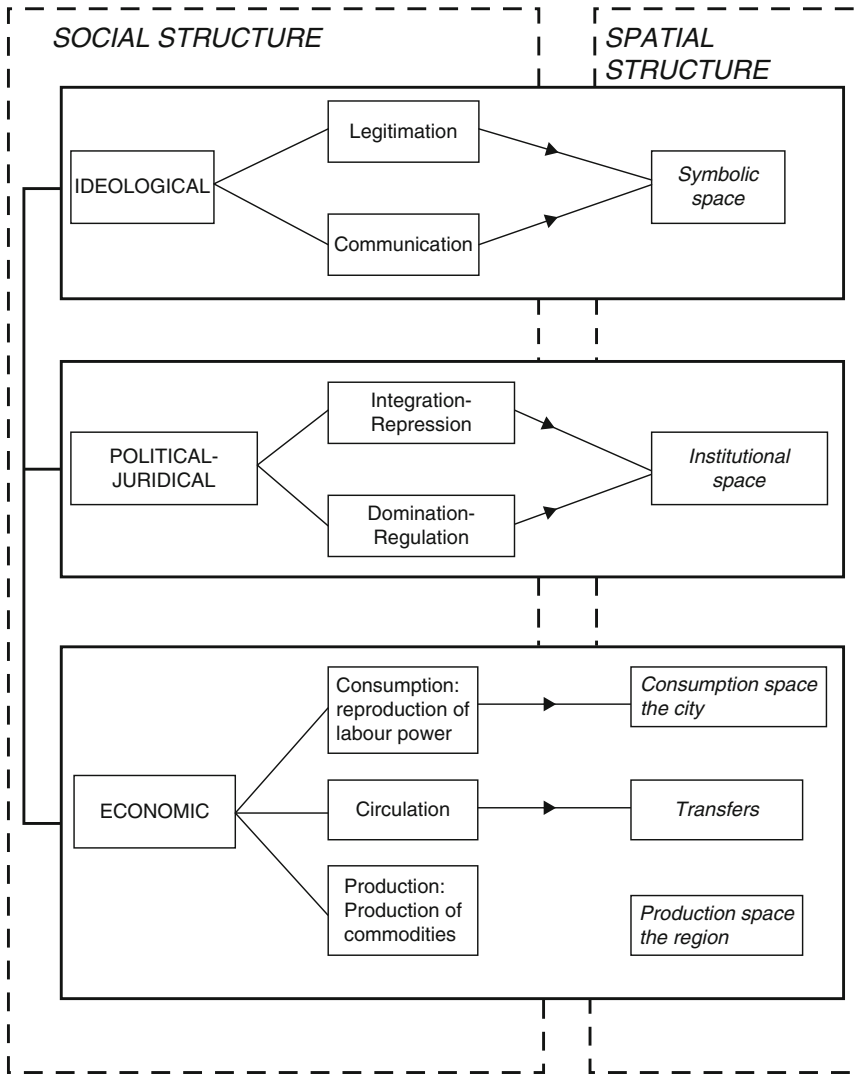 SOCIAL STRUCTURE
SPATIAL
STRUCTURE
IDEOLOGICAL
Legitimation
Communication
Symbolic
space
POLITICAL-
JURIDICAL
Integration-
Repression
Domination-
Regulation
Institutional
space
ECONOMIC
Consumption:
reproduction of
labour power
Consumption space
the city
Circulation
Transfers
Production:
Production of
commodities
Production space
the region